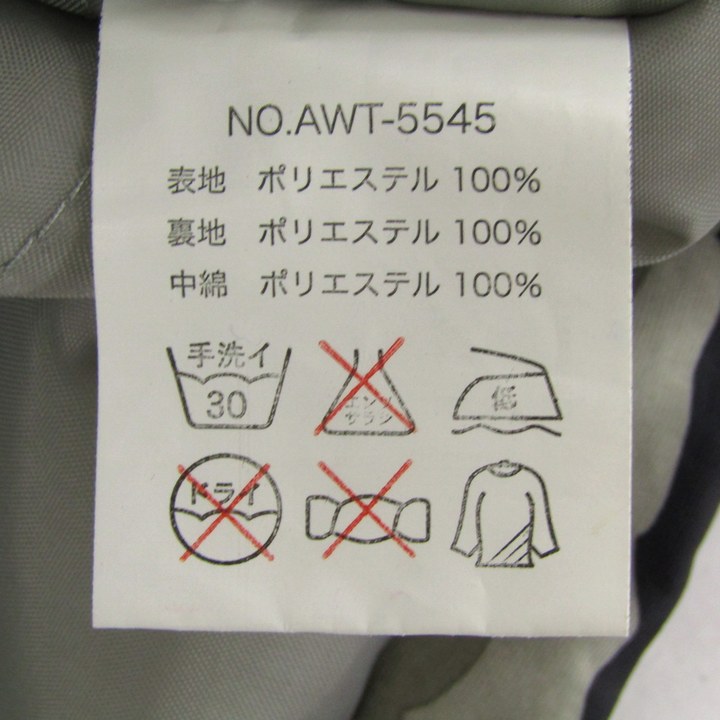 NO.AWT-5545
表地 ポリエステル 100%
裏地 ポリエステル 100%
中綿 ポリエステル 100%
手洗イ
30
エンソ
サラシ
低
ドライ